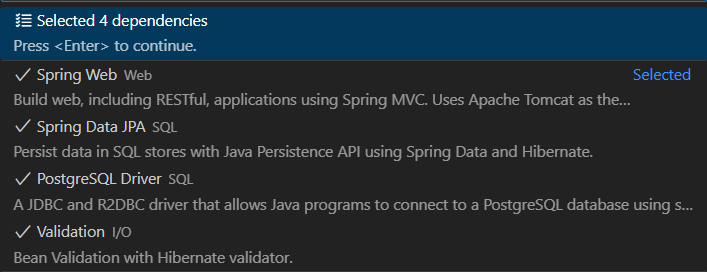 Selected 4 dependencies
Press <Enter> to continue.
Spring Web Web Selected
Build web, including RESTful, applications using Spring MVC. Uses Apache Tomcat as the...
Spring Data JPA SQL
Persist data in SQL stores with Java Persistence API using Spring Data and Hibernate.
PostgreSQL Driver SQL
A JDBC and R2DBC driver that allows Java programs to connect to a PostgreSQL database using s...
Validation I/O
Bean Validation with Hibernate validator.